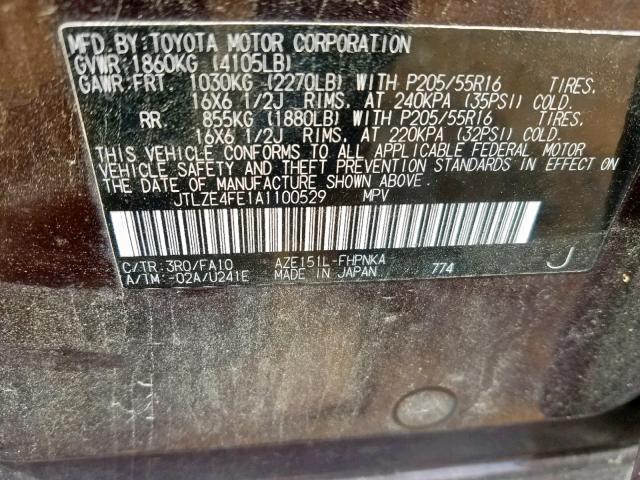 MFD.BY:TOYOTA MOTOR CORPORATION
GVWR:1860KG (4105LB)
GAWR:FRT. 1030KG (2270LB) WITH P205/55R16 TIRES.
16X6 1/2J RIMS. AT 240KPA (35PSI) COLD.
RR 855KG (1880LB) WITH P205/55R16 TIRES.
16X6 1/2J RIMS. AT 220KPA (32PSI) COLD.
THIS VEHICLE CONFORMS TO ALL APPLICABLE FEDERAL MOTOR
VEHICLE SAFETY AND THEFT PREVENTION STANDARDS IN EFFECT ON
THE DATE OF MANUFACTURE SHOWN ABOVE.
JTLZE4FE1A1100529 MPV
C/TR:3R0/FA10 AZE151L-FHPNKA J
A/TM:-02A/U241E MADE IN JAPAN 774